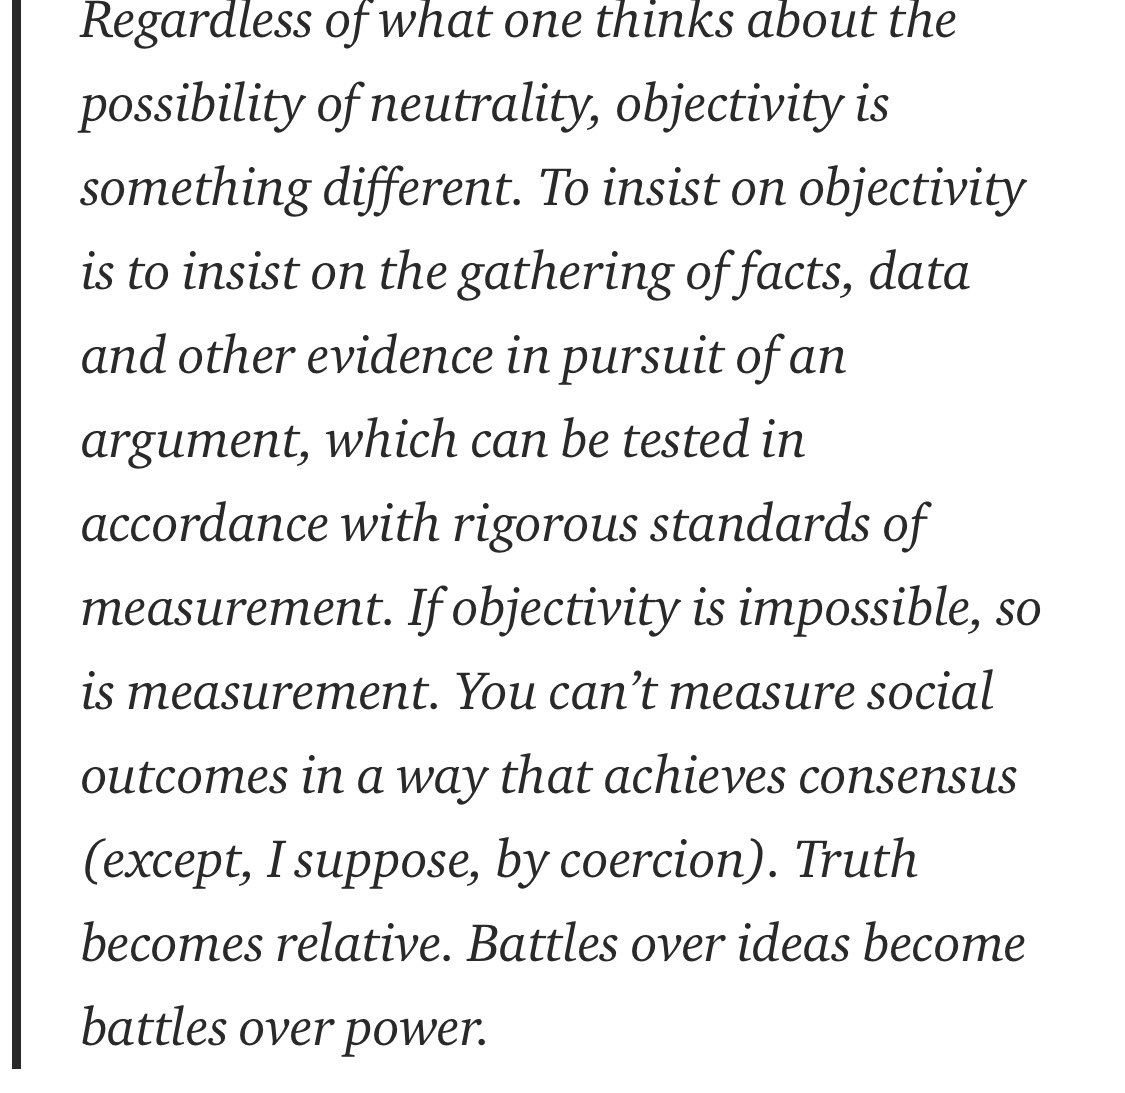 Regardless of what one thinks about the
possibility of neutrality, objectivity is
something different. To insist on objectivity
is to insist on the gathering of facts, data
and other evidence in pursuit of an
argument, which can be tested in
accordance with rigorous standards of
measurement. If objectivity is impossible, so
is measurement. You can’t measure social
outcomes in a way that achieves consensus
(except, I suppose, by coercion). Truth
becomes relative. Battles over ideas become
battles over power.